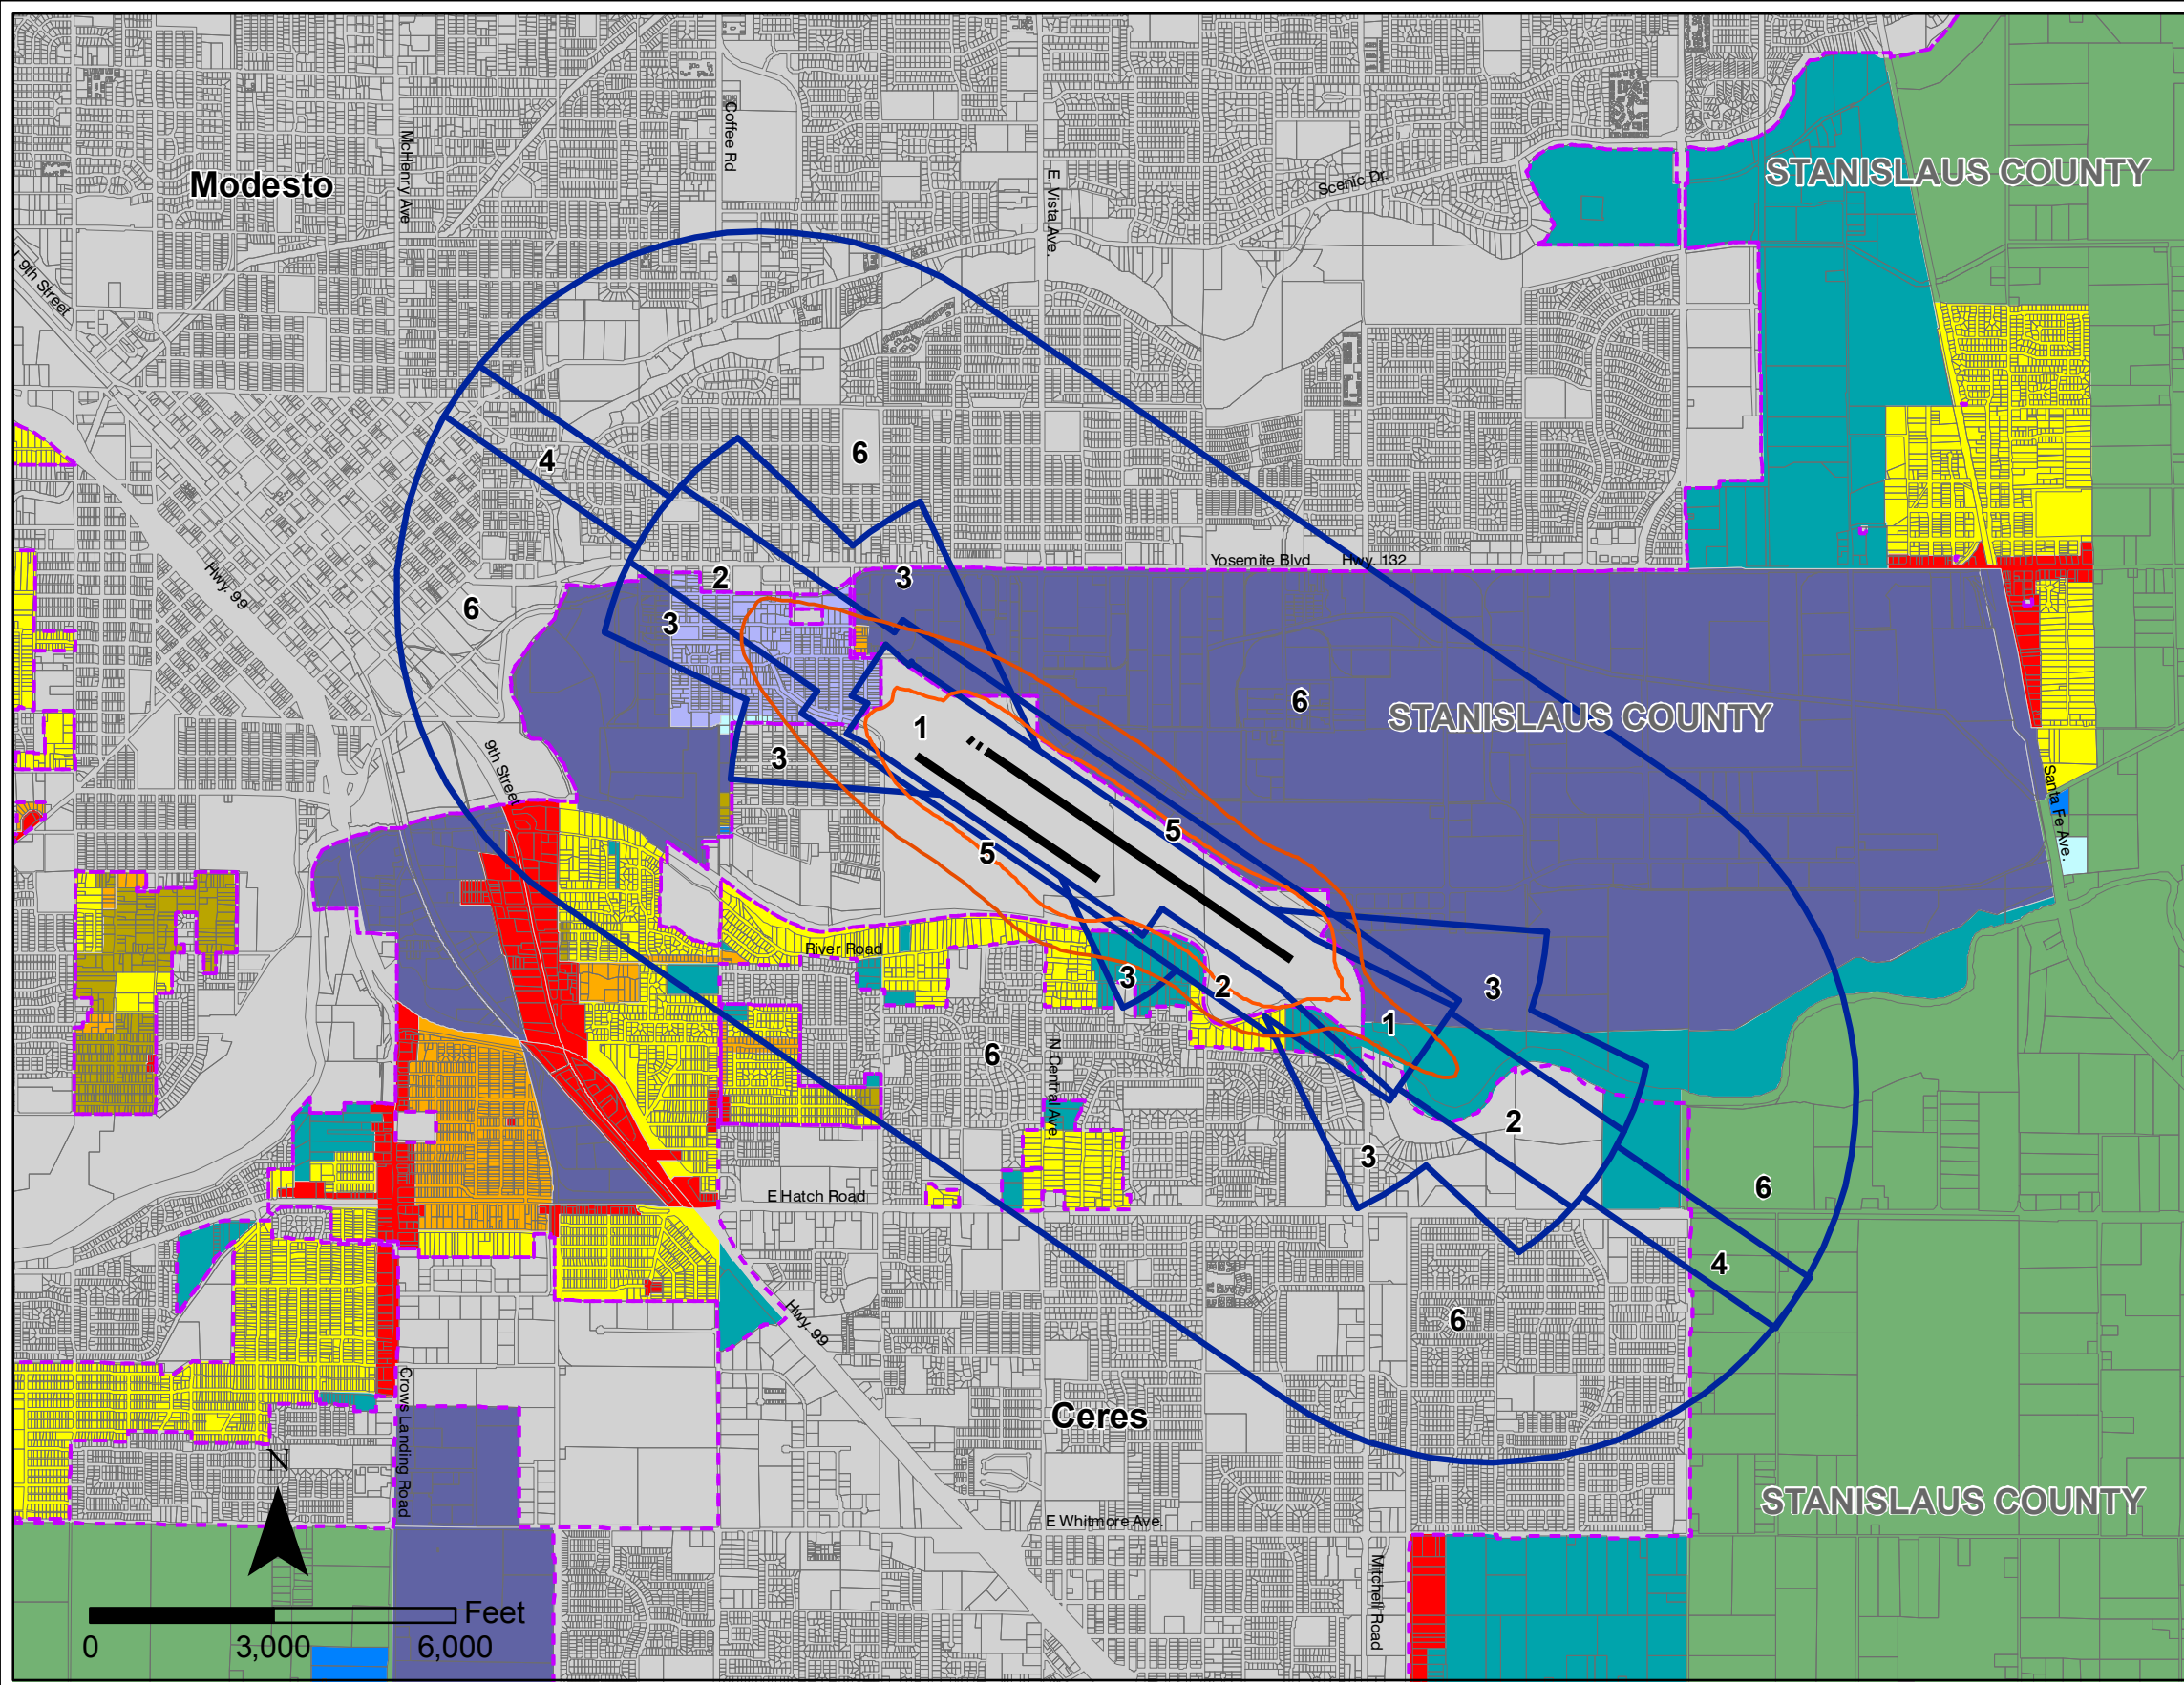 STANISLAUS COUNTY
Modesto
McHenry Ave
Coffee Rd
E. Vista Ave.
Scenic Dr.
9th Street
4
6
Yosemite Blvd
Hwy. 132
2
3
Hwy. 99
6
3
6
STANISLAUS COUNTY
1
3
9th Street
5
5
Santa Fe Ave.
River Road
3
2
3
1
6
N Central Ave.
2
3
E Hatch Road
6
4
Hwy. 99
6
Crows Landing Road
Ceres
N
STANISLAUS COUNTY
E Whitmore Ave.
Mitchell Road
Feet
0
3,000
6,000